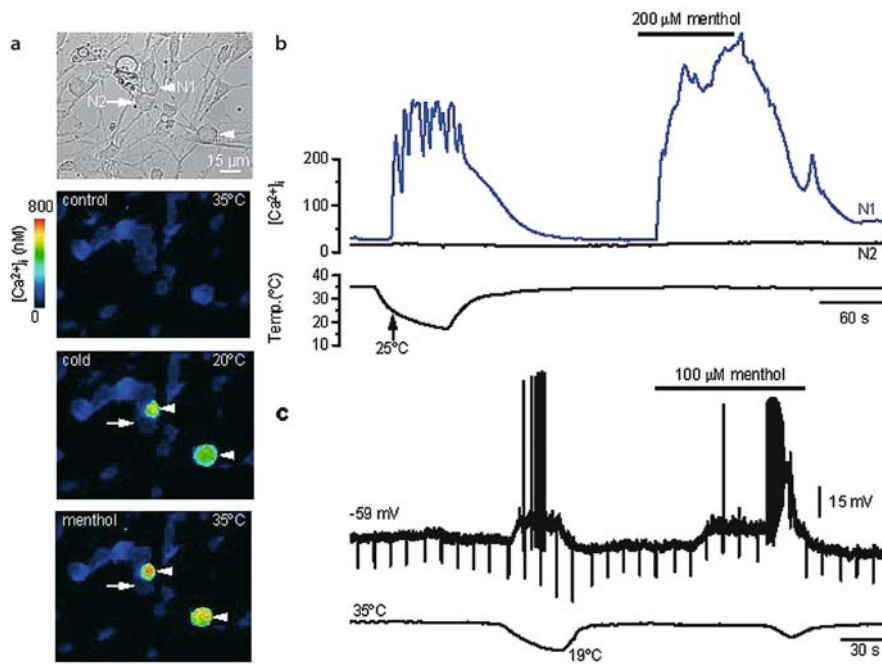 a
N1
N2
15 µm
control 35°C
800
[Ca²⁺]ᵢ (nM)
0
cold 20°C
menthol 35°C
b
200 µM menthol
200
100
0
[Ca²⁺]ᵢ
N1
N2
40
30
20
10
Temp.(°C)
25°C
60 s
c
100 µM menthol
15 mV
-59 mV
35°C
19°C
30 s